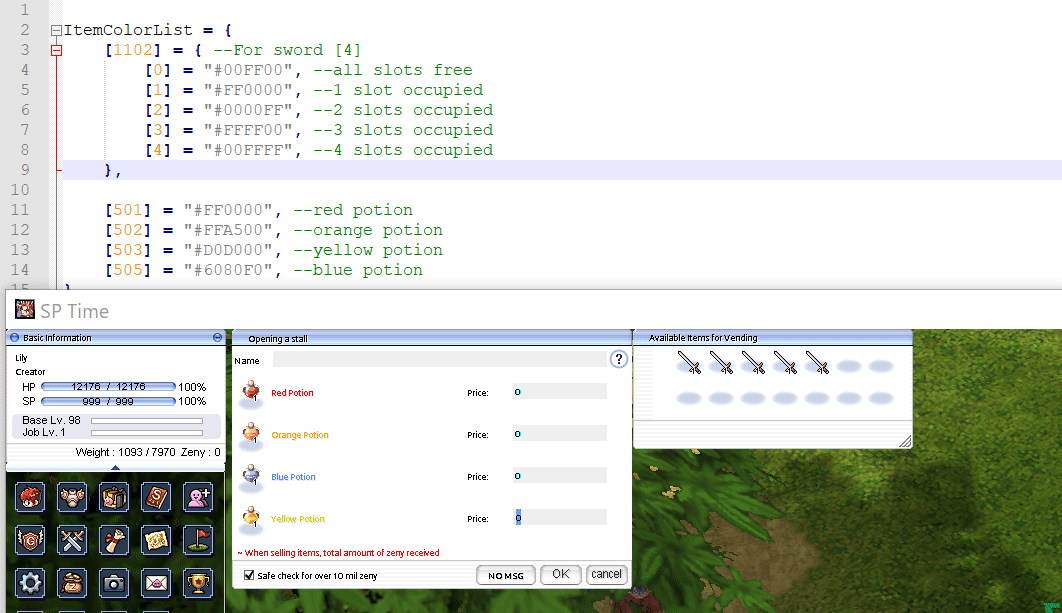 1
2 ItemColorList = {
3 [1102] = { --For sword [4]
4 [0] = "#00FF00", --all slots free
5 [1] = "#FF0000", --1 slot occupied
6 [2] = "#0000FF", --2 slots occupied
7 [3] = "#FFFF00", --3 slots occupied
8 [4] = "#00FFFF", --4 slots occupied
9 },
10
11 [501] = "#FF0000", --red potion
12 [502] = "#FFA500", --orange potion
13 [503] = "#D0D000", --yellow potion
14 [505] = "#6080F0", --blue potion
15 }
SP Time
Basic Information
Lily
Creator
HP 12176 / 12176 100%
SP 999 / 999 100%
Base Lv. 98
Job Lv. 1
Weight : 1093 / 7970 Zeny : 0
Opening a stall
Name ?
1 Red Potion Price: 0
1 Orange Potion Price: 0
1 Blue Potion Price: 0
1 Yellow Potion Price: 0
~ When selling items, total amount of zeny received
Safe check for over 10 mil zeny
NO MSG OK cancel
Available Items for Vending